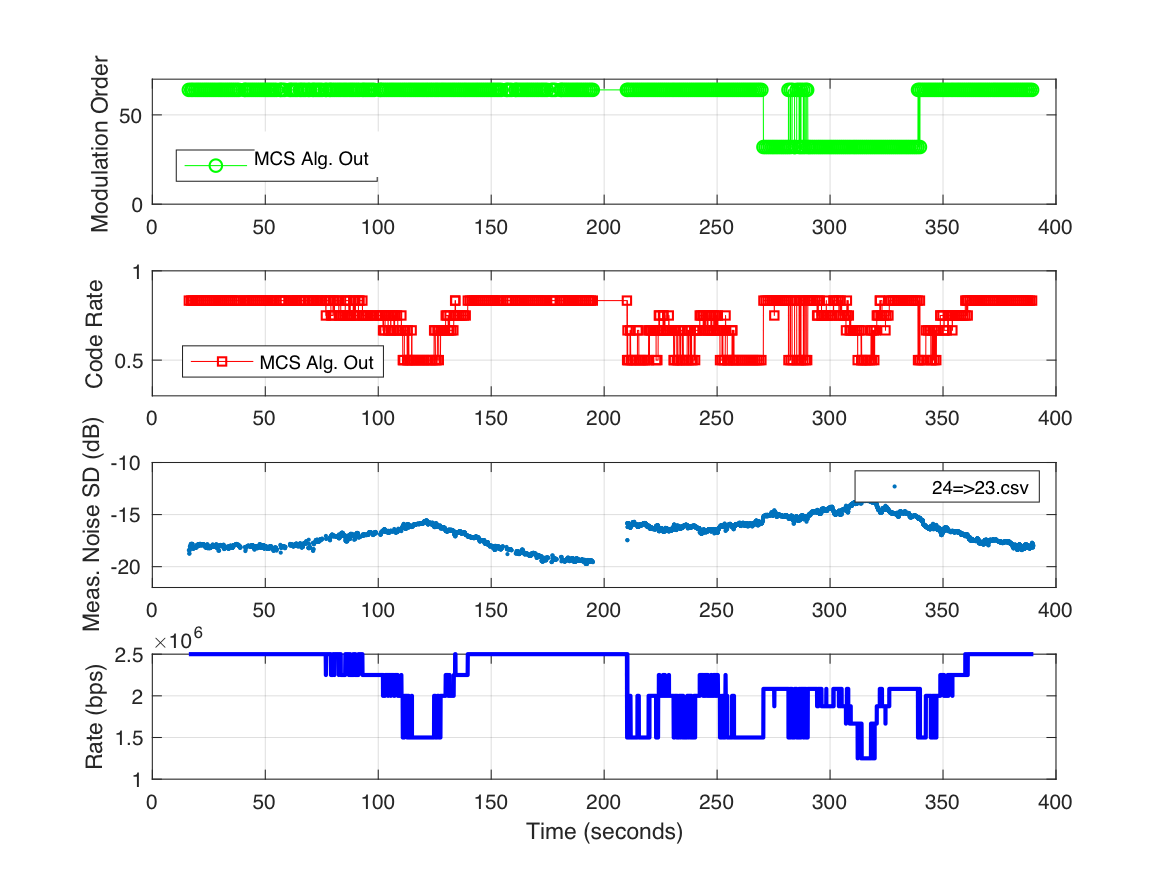 Modulation Order
50
0
MCS Alg. Out
0 50 100 150 200 250 300 350 400
Code Rate
1
0.5
MCS Alg. Out
0 50 100 150 200 250 300 350 400
Meas. Noise SD (dB)
-10
-15
-20
24=>23.csv
0 50 100 150 200 250 300 350 400
×10^6
Rate (bps)
2.5
2
1.5
1
0 50 100 150 200 250 300 350 400
Time (seconds)